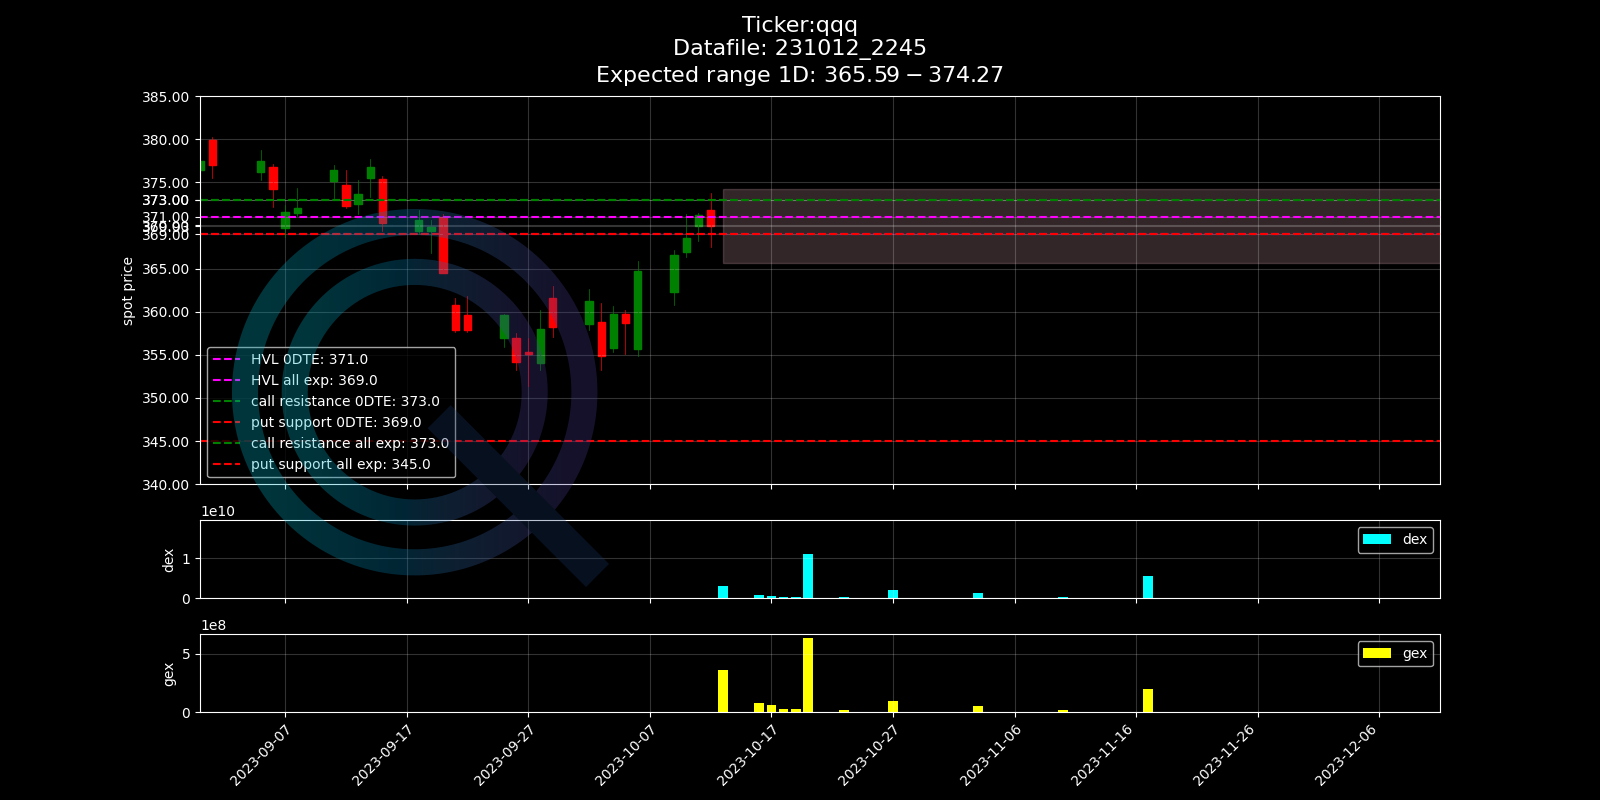 Ticker:qqq
Datafile: 231012_2245
Expected range 1D: 365.59 − 374.27
385.00
380.00
375.00
373.00
371.00
369.00
365.00
360.00
355.00
350.00
345.00
340.00
spot price
HVL 0DTE: 371.0
HVL all exp: 369.0
call resistance 0DTE: 373.0
put support 0DTE: 369.0
call resistance all exp: 373.0
put support all exp: 345.0
1e10
1
0
dex
dex
1e8
5
0
gex
gex
2023-09-07
2023-09-17
2023-09-27
2023-10-07
2023-10-17
2023-10-27
2023-11-06
2023-11-16
2023-11-26
2023-12-06